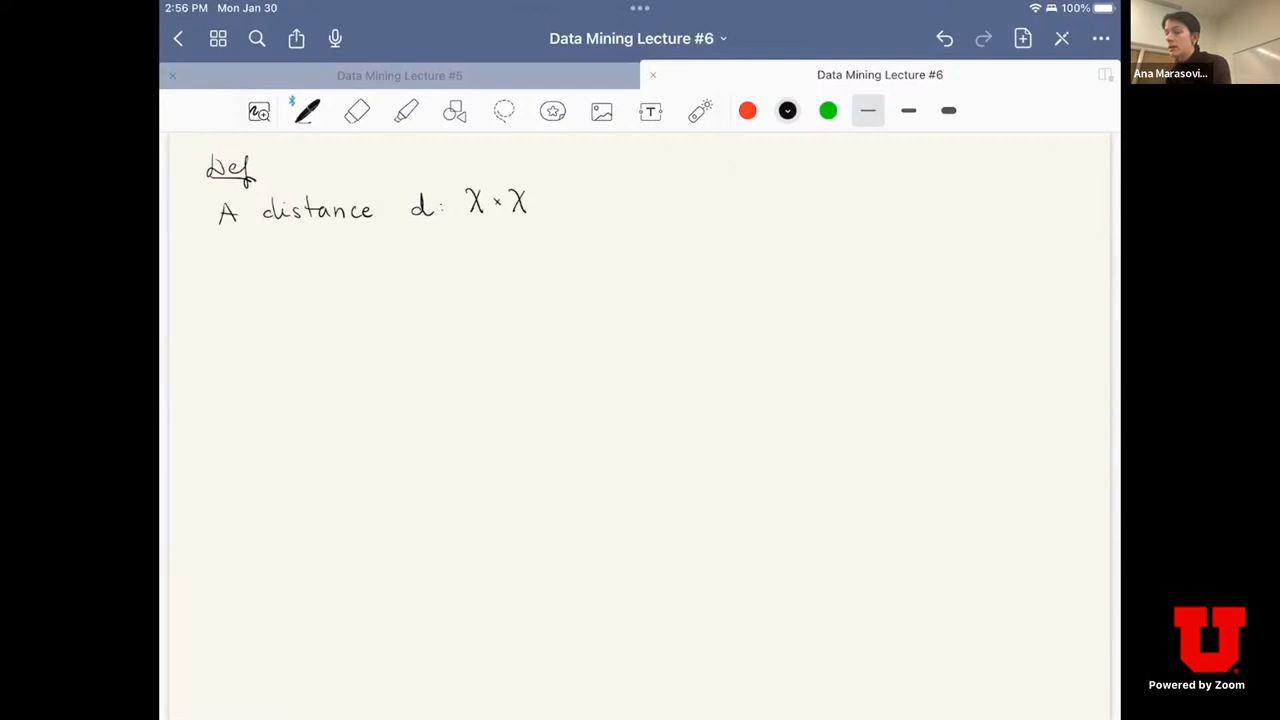 2:56 PM Mon Jan 30
100%
Data Mining Lecture #6
Data Mining Lecture #5
Data Mining Lecture #6
T
Def
A distance d: X × X
Ana Marasovi...
U
Powered by Zoom